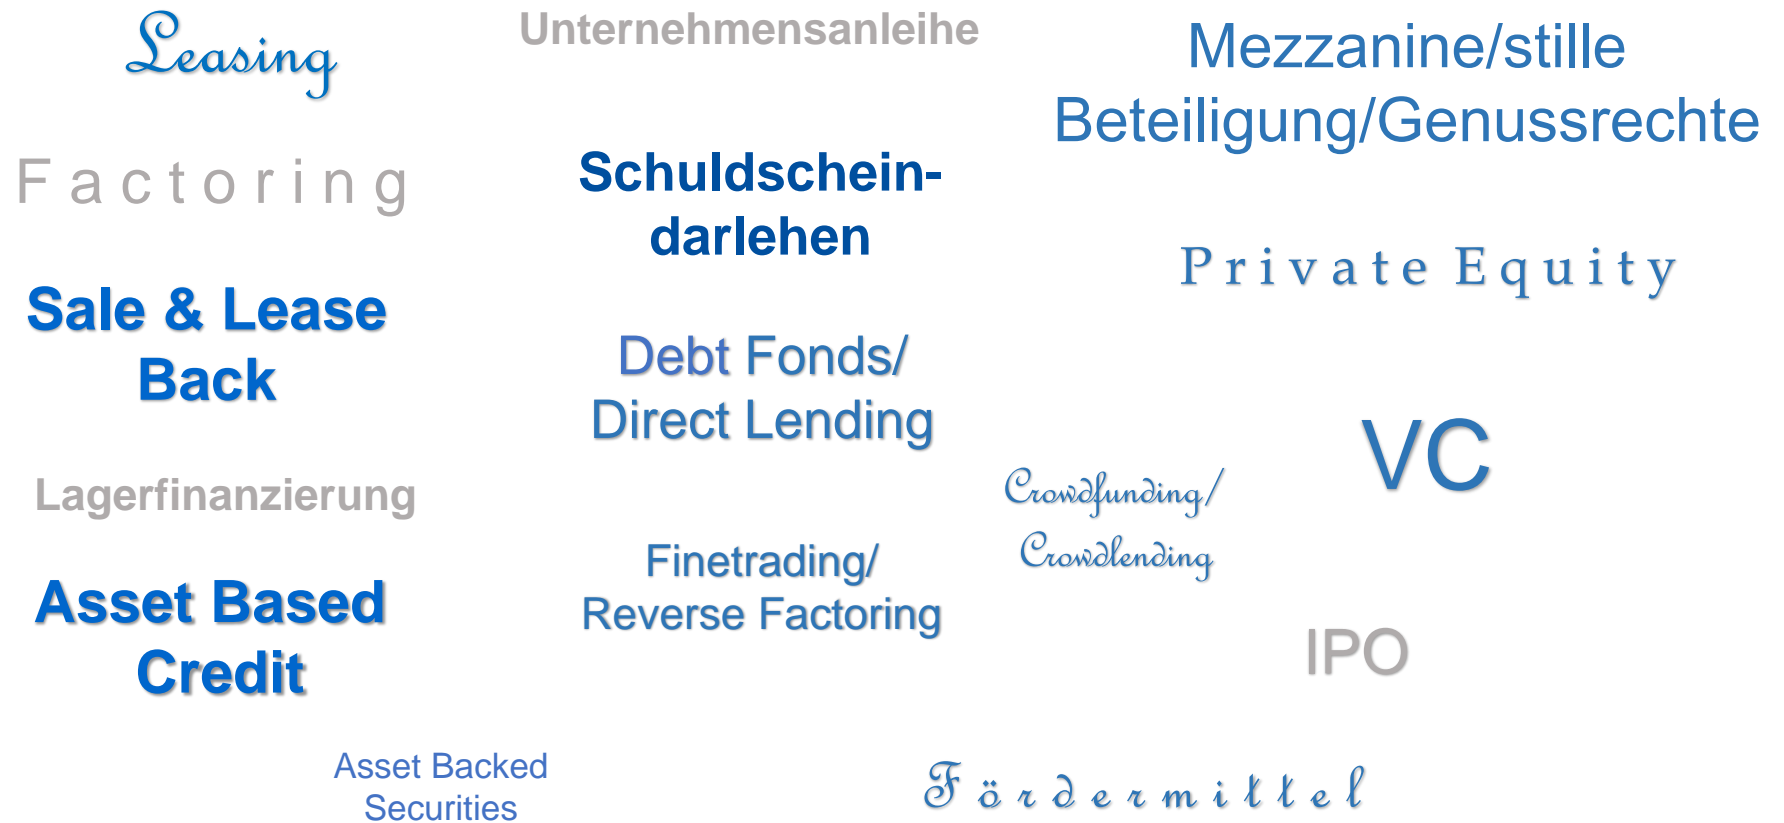 Leasing
Unternehmensanleihe
Mezzanine/stille
Beteiligung/Genussrechte
Factoring
Schuldschein-
darlehen
Private Equity
Sale & Lease
Back
Debt Fonds/
Direct Lending
VC
Lagerfinanzierung
Crowdfunding/
Crowdlending
Finetrading/
Reverse Factoring
Asset Based
Credit
IPO
Asset Backed
Securities
Fördermittel